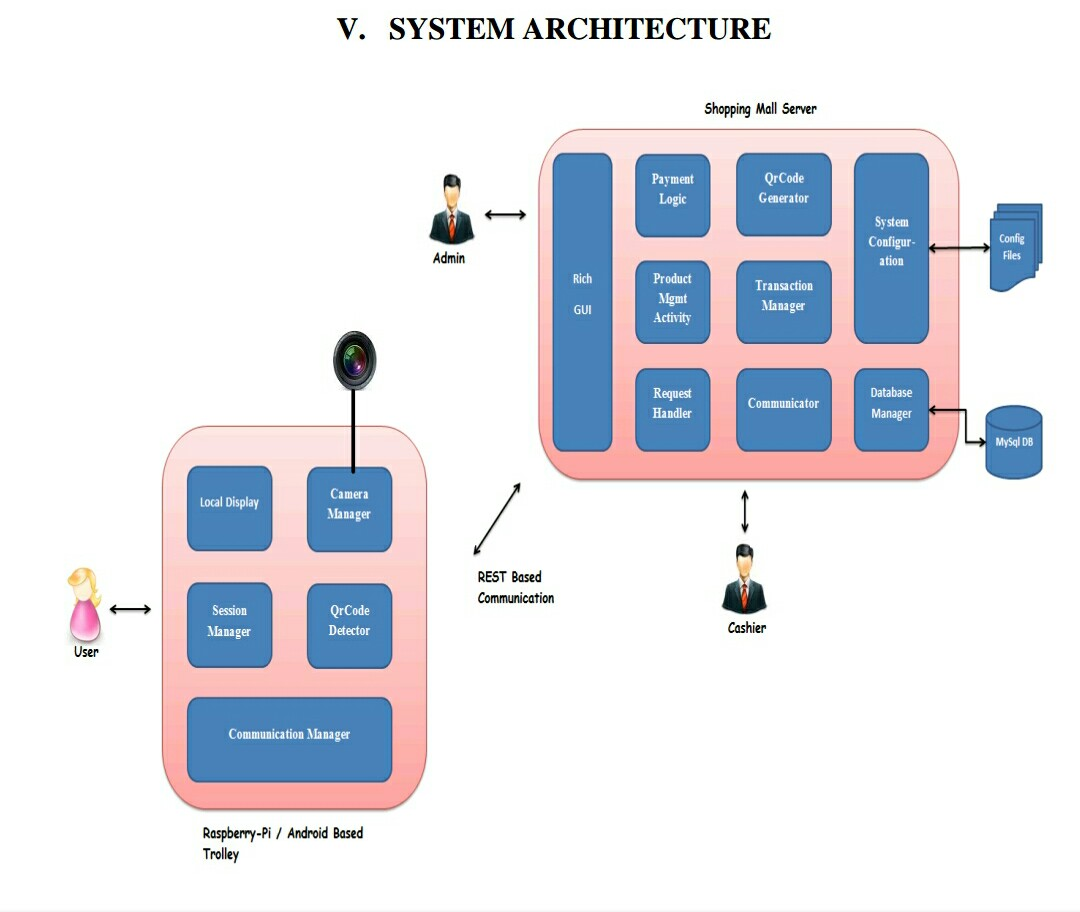 V. SYSTEM ARCHITECTURE
Shopping Mall Server
Admin
Rich
GUI
Payment
Logic
QrCode
Generator
System
Configur-
ation
Config
Files
Product
Mgmt
Activity
Transaction
Manager
Request
Handler
Communicator
Database
Manager
MySql DB
Local Display
Camera
Manager
REST Based
Communication
Cashier
User
Session
Manager
QrCode
Detector
Communication Manager
Raspberry-Pi / Android Based
Trolley